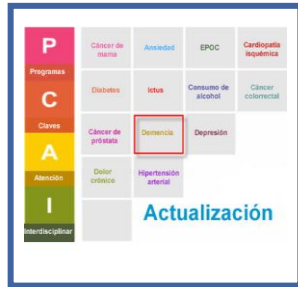 P
Programas
C
Claves
A
Atención
I
Interdisciplinar
Cáncer de
mama
Ansiedad
EPOC
Cardiopatía
isquémica
Diabetes
Ictus
Consumo de
alcohol
Cáncer
colorrectal
Cáncer de
próstata
Demencia
Depresión
Dolor
crónico
Hipertensión
arterial
Actualización